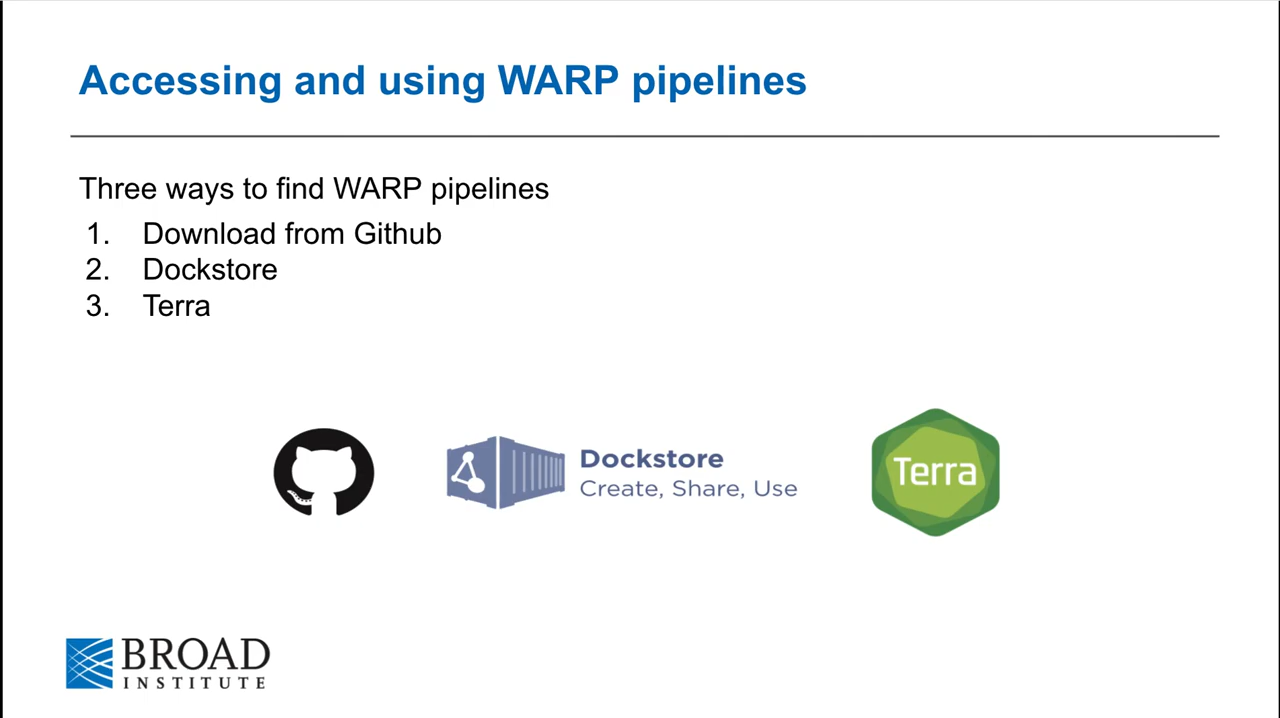 Accessing and using WARP pipelines
Three ways to find WARP pipelines
1. Download from Github
2. Dockstore
3. Terra
Dockstore
Create, Share, Use
Terra
BROAD
INSTITUTE